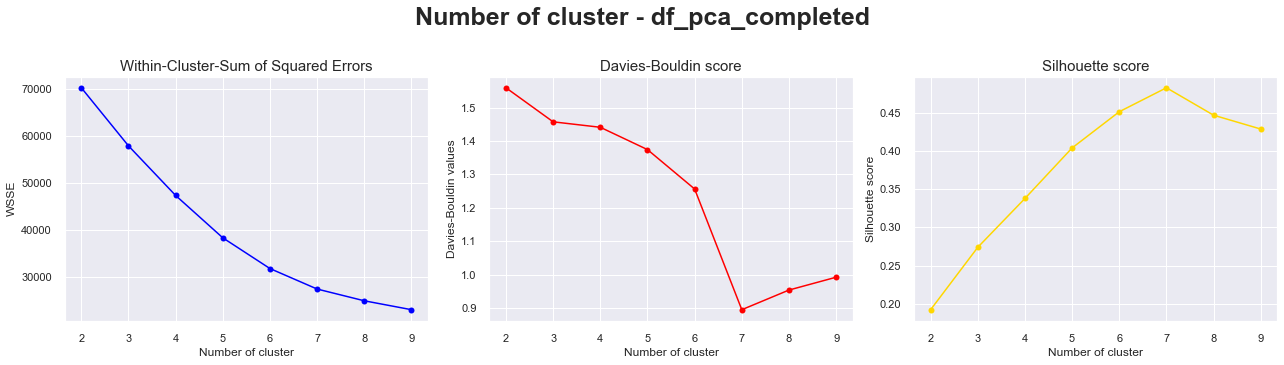 Number of cluster - df_pca_completed
Within-Cluster-Sum of Squared Errors
WSSE
70000
60000
50000
40000
30000
2 3 4 5 6 7 8 9
Number of cluster
Davies-Bouldin score
Davies-Bouldin values
1.5
1.4
1.3
1.2
1.1
1.0
0.9
2 3 4 5 6 7 8 9
Number of cluster
Silhouette score
Silhouette score
0.45
0.40
0.35
0.30
0.25
0.20
2 3 4 5 6 7 8 9
Number of cluster